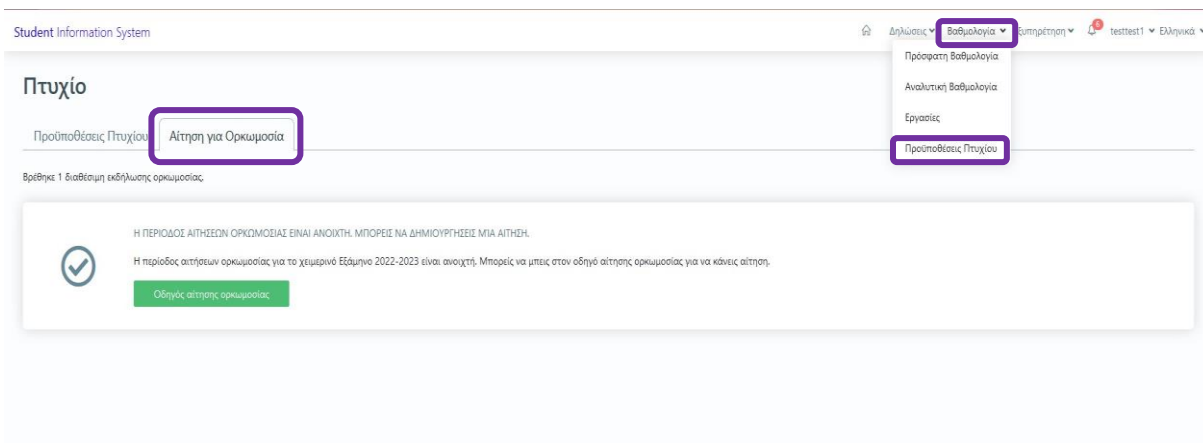 Student Information System
Δηλώσεις Βαθμολογία ξυπηρέτηση 6 testtest1 Ελληνικά
Πρόσφατη Βαθμολογία
Αναλυτική Βαθμολογία
Εργασίες
Προϋποθέσεις Πτυχίου
Πτυχίο
Προϋποθέσεις Πτυχίου Αίτηση για Ορκωμοσία
Βρέθηκε 1 διαθέσιμη εκδήλωσης ορκωμοσίας.
Η ΠΕΡΙΟΔΟΣ ΑΙΤΗΣΕΩΝ ΟΡΚΩΜΟΣΙΑΣ ΕΙΝΑΙ ΑΝΟΙΧΤΗ. ΜΠΟΡΕΙΣ ΝΑ ΔΗΜΙΟΥΡΓΗΣΕΙΣ ΜΊΑ ΑΙΤΗΣΗ.
Η περίοδος αιτήσεων ορκωμοσίας για το χειμερινό Εξάμηνο 2022-2023 είναι ανοιχτή. Μπορείς να μπεις στον οδηγό αίτησης ορκωμοσίας για να κάνεις αίτηση.
Οδηγός αίτησης ορκωμοσίας